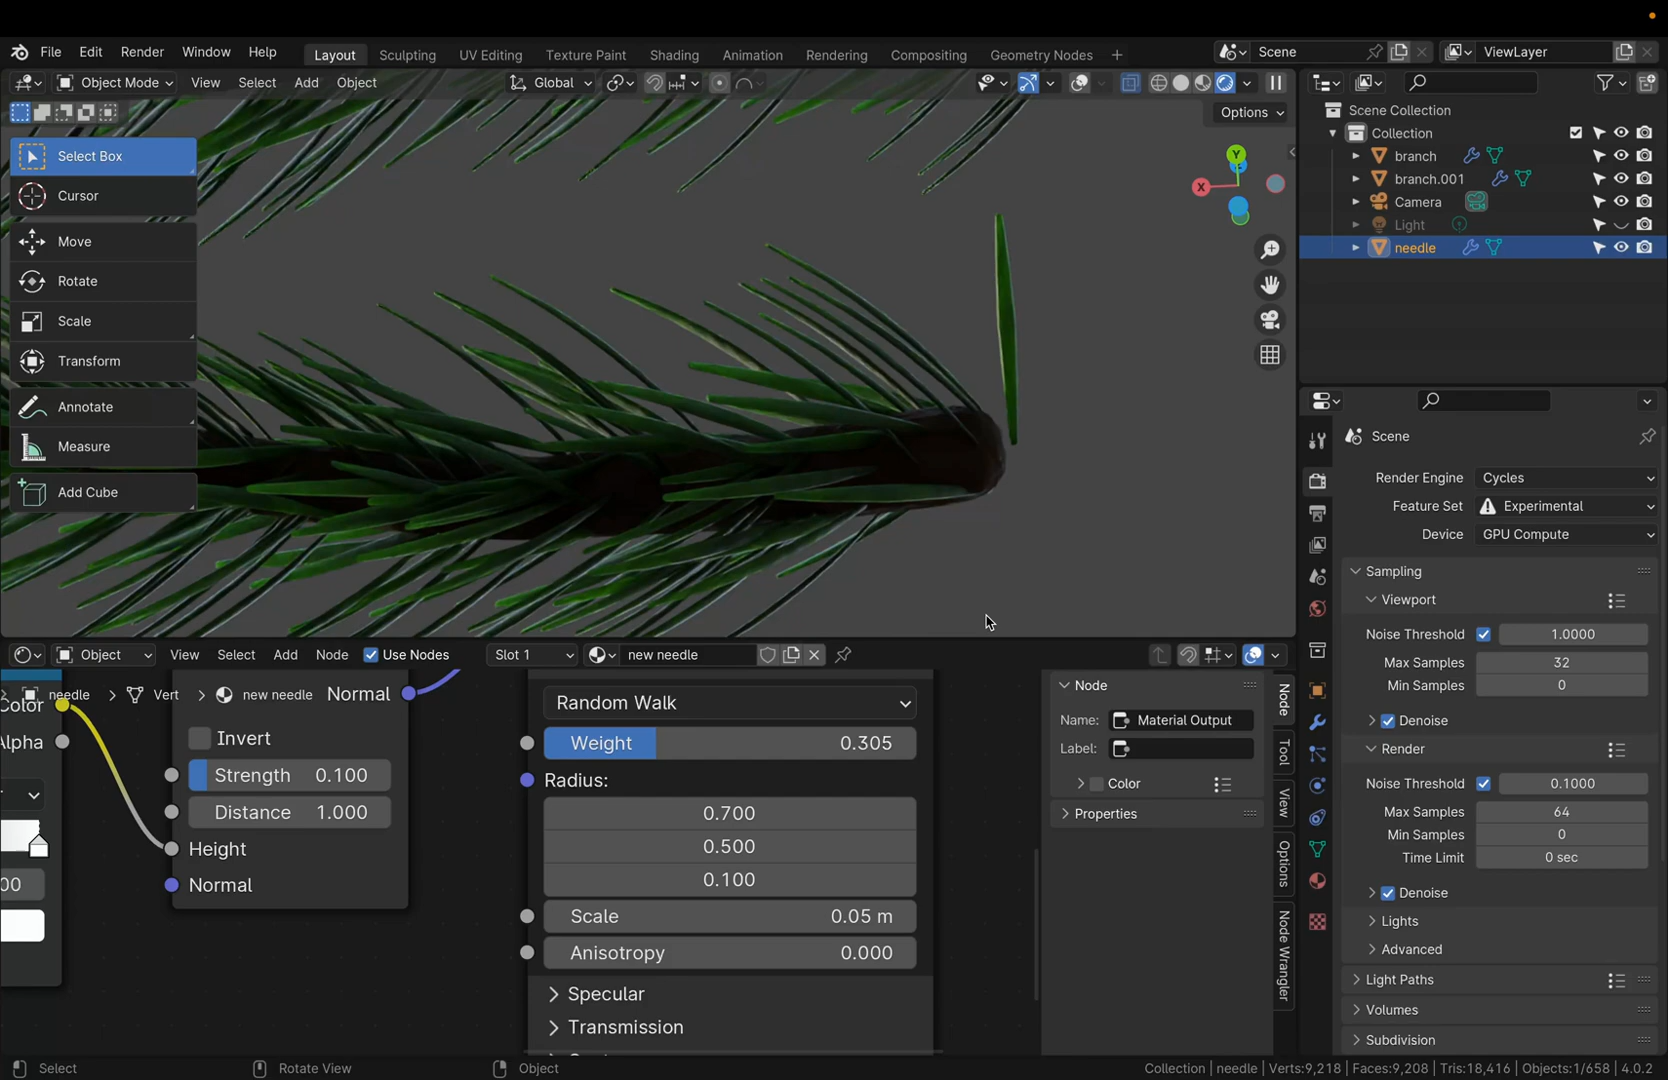 File Edit Render Window Help Layout Sculpting UV Editing Texture Paint Shading Animation Rendering Compositing Geometry Nodes + Scene ViewLayer
Object Mode View Select Add Object Global
Options
Select Box
Cursor
Move
Rotate
Scale
Transform
Annotate
Measure
Add Cube
Y
X
Scene Collection
Collection
branch
branch.001
Camera
Light
needle
Scene
Render Engine Cycles
Feature Set Experimental
Device GPU Compute
Sampling
Viewport
Noise Threshold 1.0000
Max Samples 32
Min Samples 0
Denoise
Render
Noise Threshold 0.1000
Max Samples 64
Min Samples 0
Time Limit 0 sec
Denoise
Lights
Advanced
Light Paths
Volumes
Subdivision
Object View Select Add Node Use Nodes Slot 1 new needle
needle Vert new needle
Color
Alpha
00
Normal
Invert
Strength 0.100
Distance 1.000
Height
Normal
Random Walk
Weight 0.305
Radius:
0.700
0.500
0.100
Scale 0.05 m
Anisotropy 0.000
Specular
Transmission
Node
Name: Material Output
Label:
Color
Properties
Node
Tool
View
Options
Node Wrangler
Select Rotate View Object Collection | needle | Verts:9,218 | Faces:9,208 | Tris:18,416 | Objects:1/658 | 4.0.2